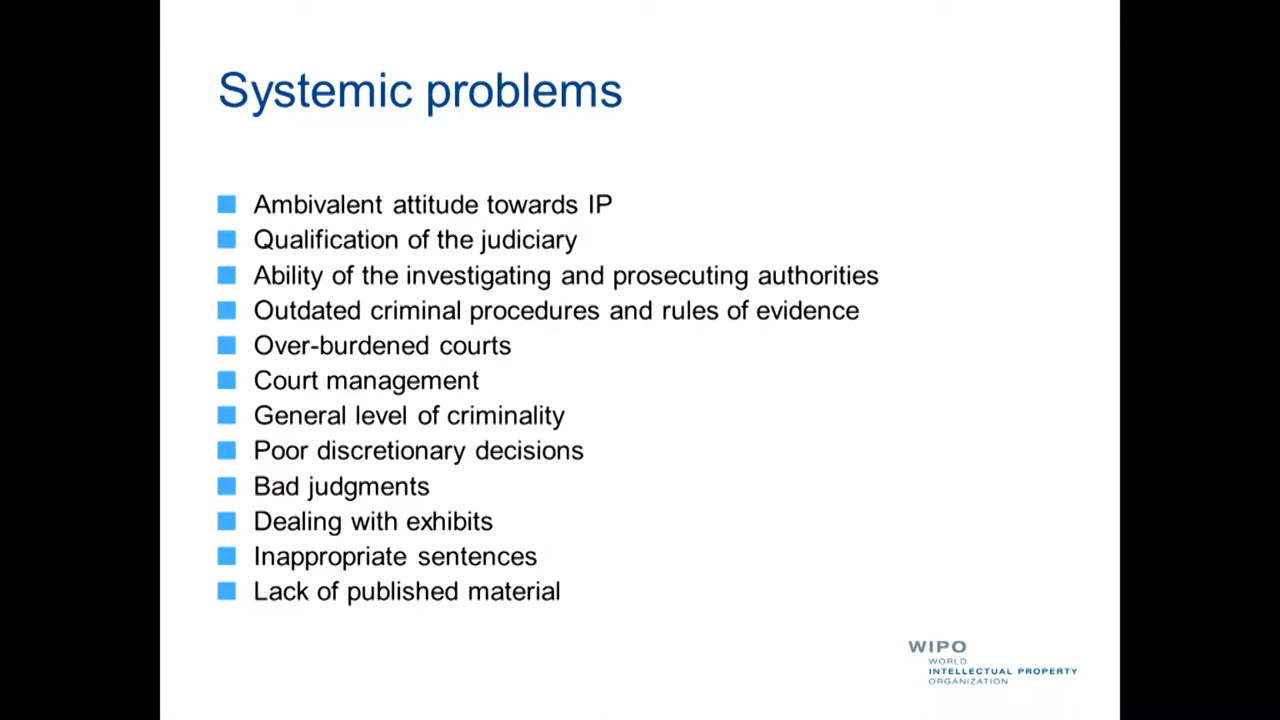 Systemic problems
Ambivalent attitude towards IP
Qualification of the judiciary
Ability of the investigating and prosecuting authorities
Outdated criminal procedures and rules of evidence
Over-burdened courts
Court management
General level of criminality
Poor discretionary decisions
Bad judgments
Dealing with exhibits
Inappropriate sentences
Lack of published material
WIPO
WORLD
INTELLECTUAL PROPERTY
ORGANIZATION